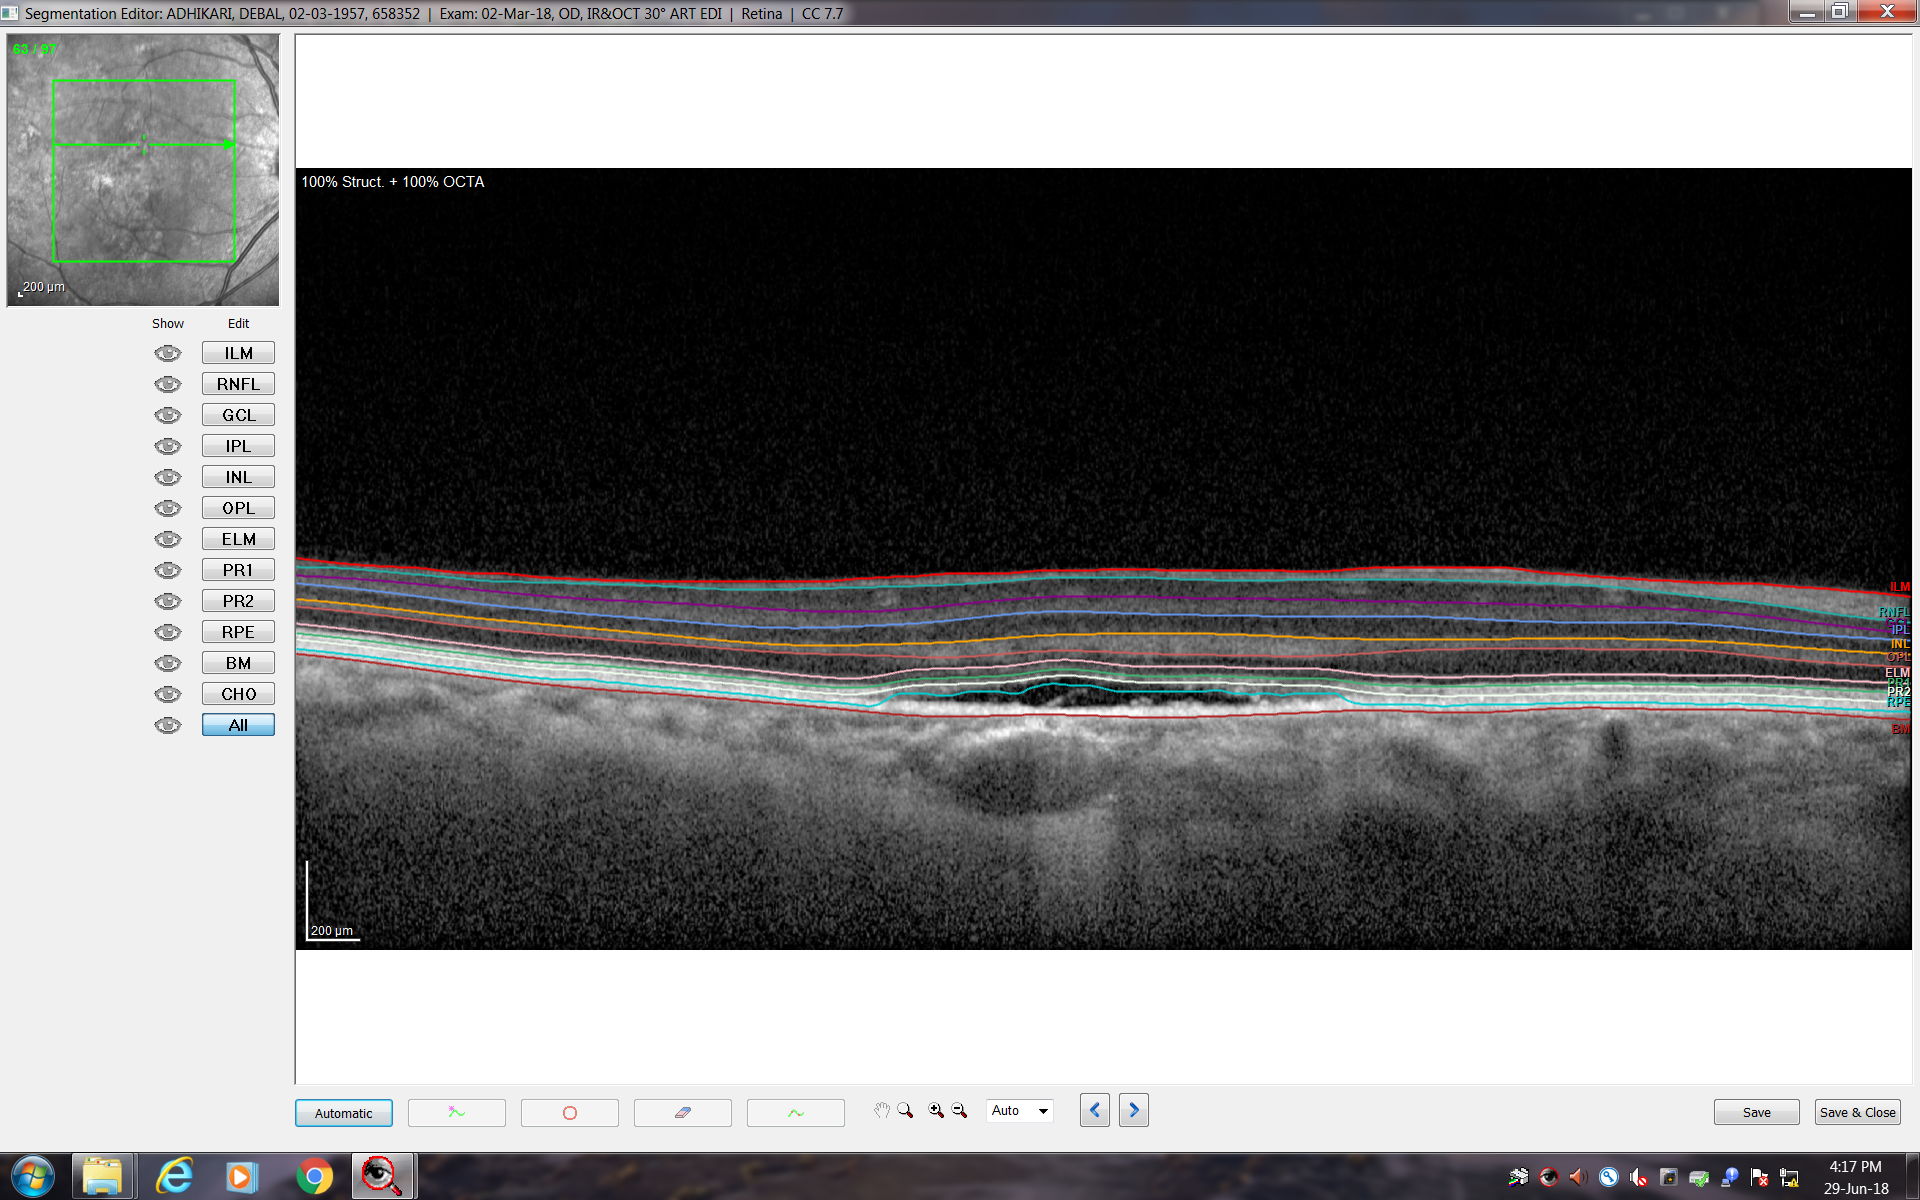 Segmentation Editor: ADHIKARI, DEBAL, 02-03-1957, 658352 | Exam: 02-Mar-18, OD, IR&OCT 30° ART EDI | Retina | CC 7.7
63 / 97
200 µm
Show Edit
ILM
RNFL
GCL
IPL
INL
OPL
ELM
PR1
PR2
RPE
BM
CHO
All
100% Struct. + 100% OCTA
ILM
RNFL
IPL
INL
OPL
ELM
PR2
RPE
BM
200 µm
Automatic
Auto
Save
Save & Close
4:17 PM
29-Jun-18